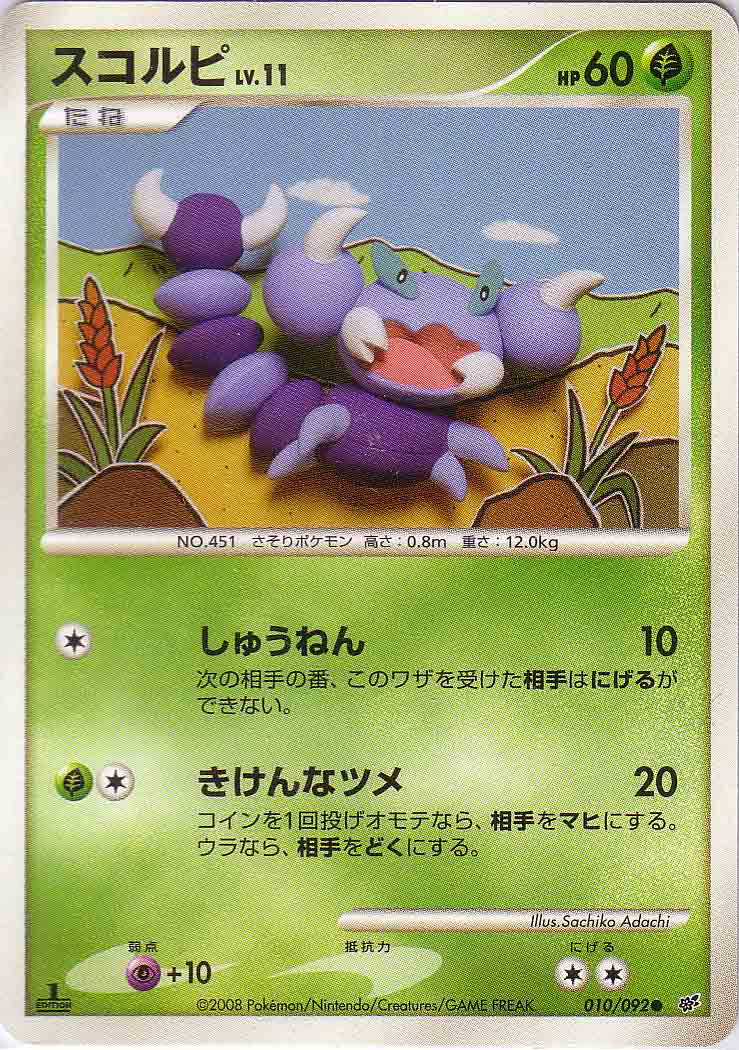 スコルピ LV.11 HP 60
たね
NO.451 さそりポケモン 高さ:0.8m 重さ:12.0kg
しゅうねん 10
次の相手の番、このワザを受けた相手はにげるが
できない。
きけんなツメ 20
コインを1回投げオモテなら、相手をマヒにする。
ウラなら、相手をどくにする。
Illus.Sachiko Adachi
弱点 抵抗力 にげる
+10
1
EDITION
©2008 Pokémon/Nintendo/Creatures/GAME FREAK.
010/092●